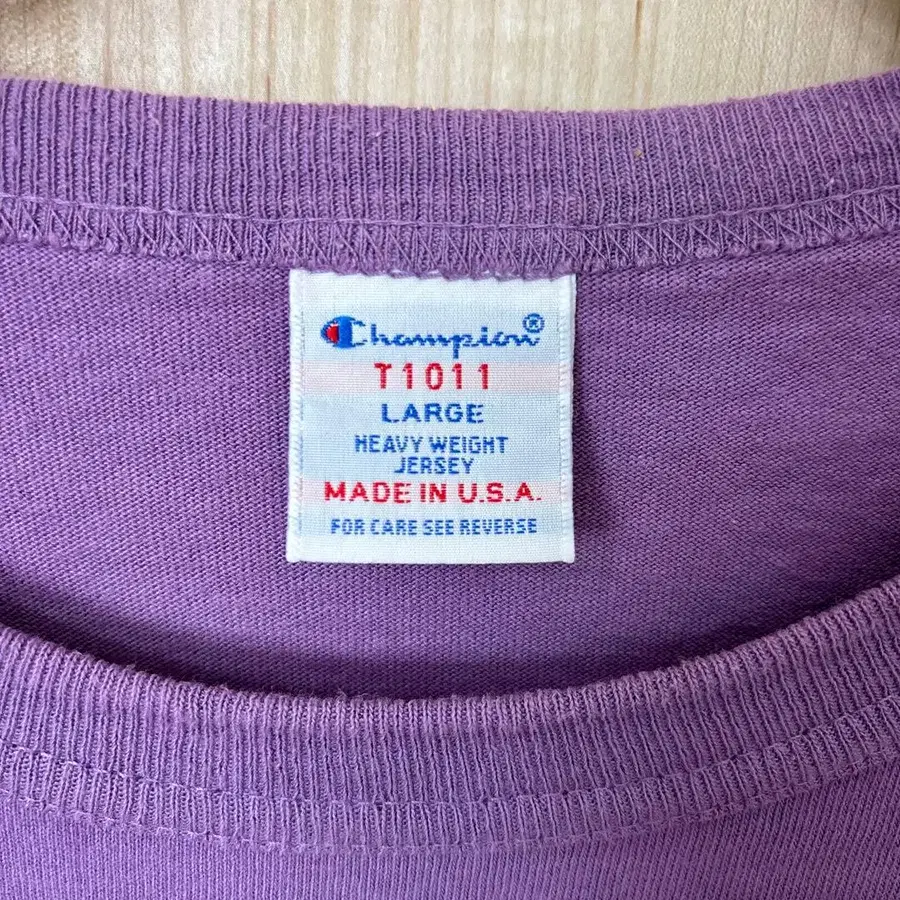 Champion®
T1011
LARGE
HEAVY WEIGHT
JERSEY
MADE IN U.S.A.
FOR CARE SEE REVERSE